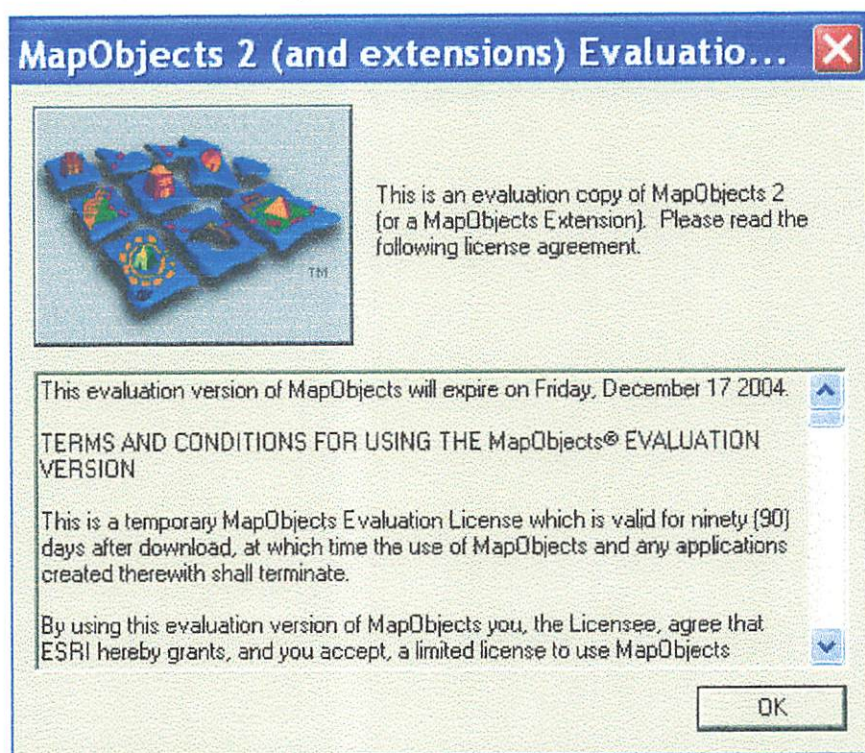 MapObjects 2 (and extensions) Evaluatio...
This is an evaluation copy of MapObjects 2
(or a MapObjects Extension). Please read the
following license agreement.
TM
This evaluation version of MapObjects will expire on Friday, December 17 2004.
TERMS AND CONDITIONS FOR USING THE MapObjects® EVALUATION
VERSION
This is a temporary MapObjects Evaluation License which is valid for ninety (90)
days after download, at which time the use of MapObjects and any applications
created therewith shall terminate.
By using this evaluation version of MapObjects you, the Licensee, agree that
ESRI hereby grants, and you accept, a limited license to use MapObjects
OK